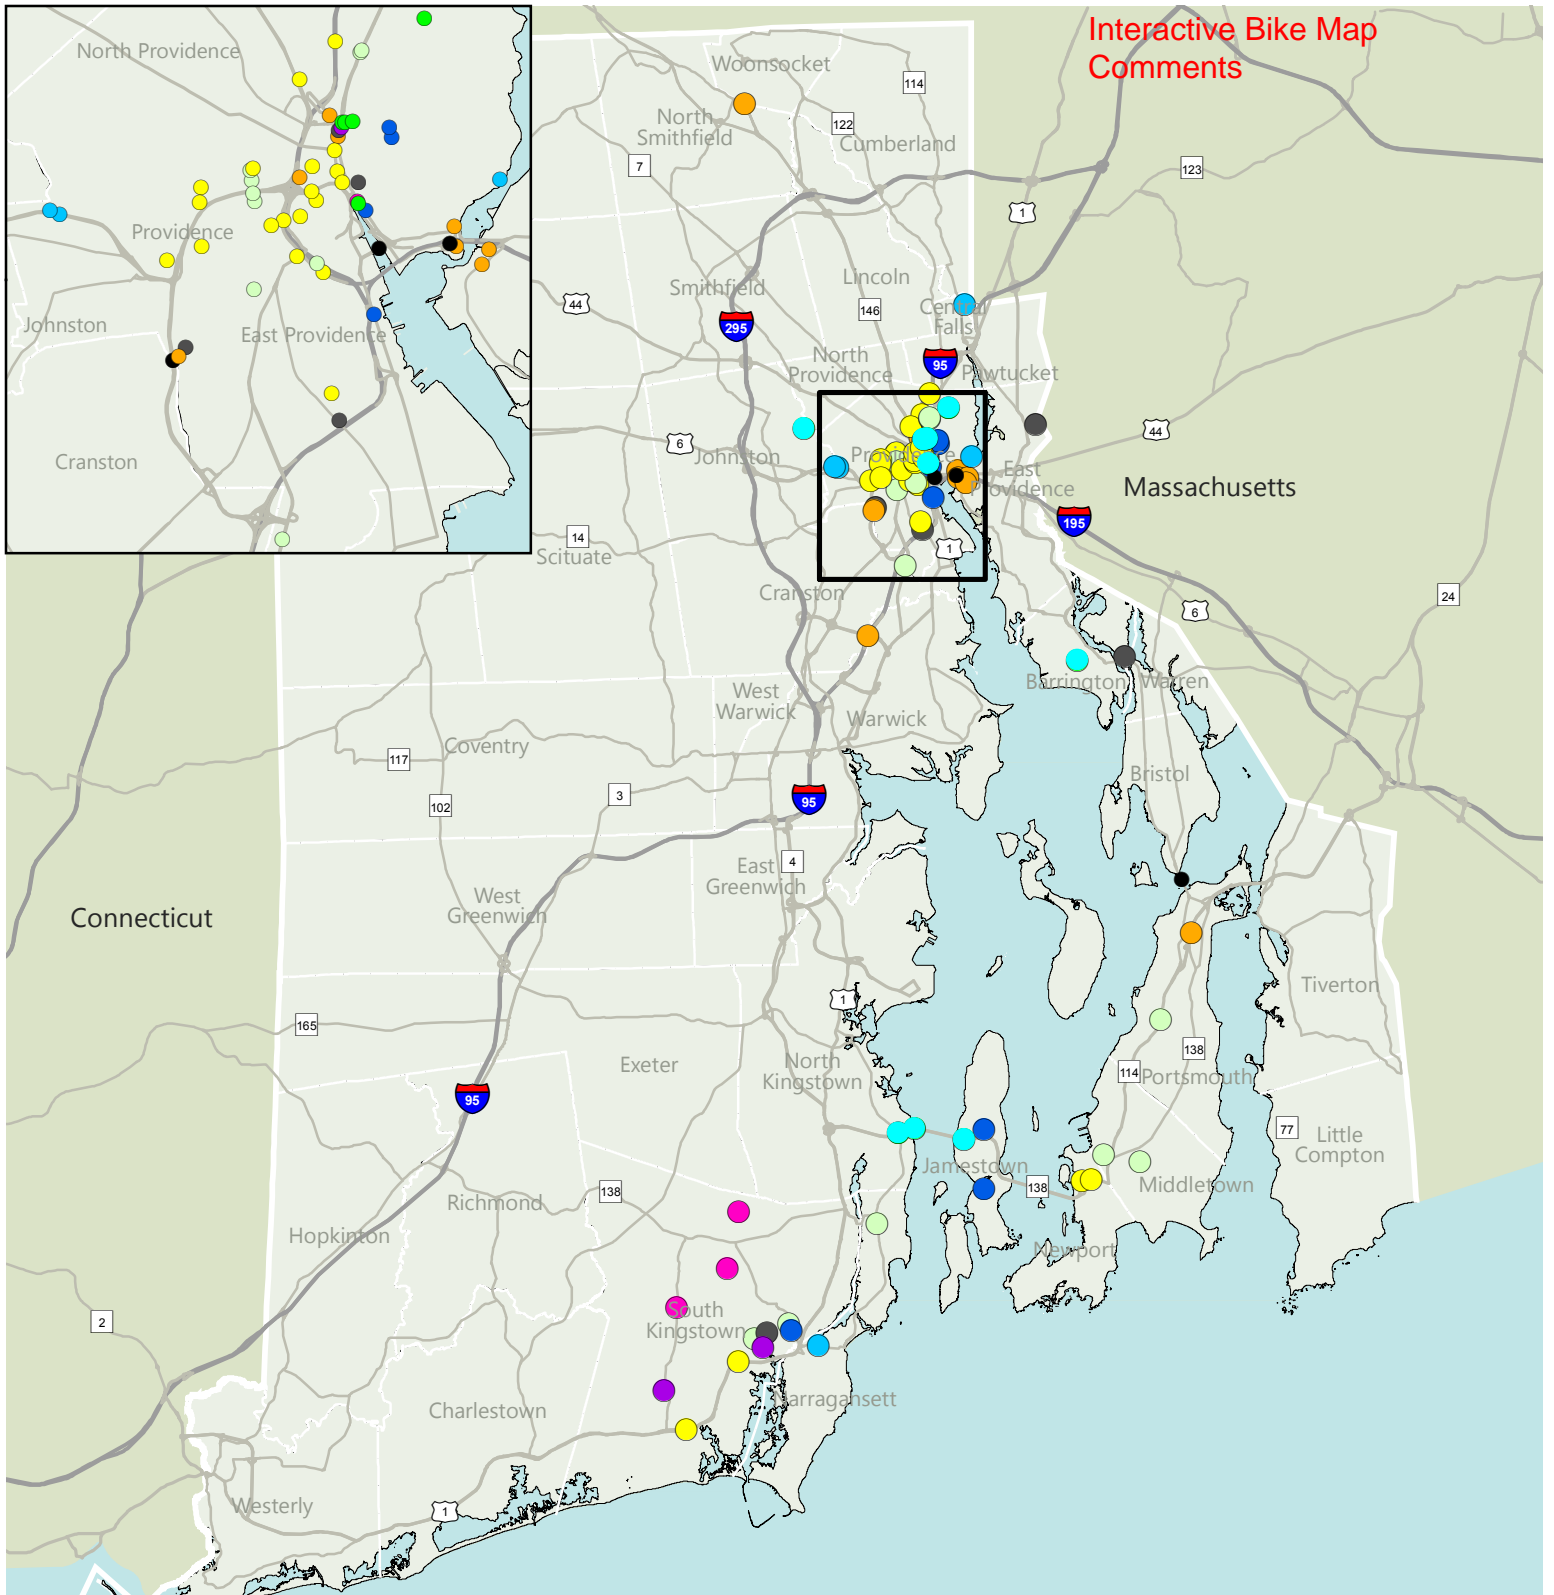 Interactive Bike Map
Comments
North Providence
Providence
Johnston
East Providence
Cranston
Woonsocket
114
North
Smithfield
122
Cumberland
7
123
1
Lincoln
Smithfield
44
146
Central
Falls
295
North
Providence
95
Pawtucket
44
6
Johnston
Providence
East
Providence
Massachusetts
195
14
Scituate
1
24
Cranston
6
Barrington
Warren
West
Warwick
Warwick
Coventry
117
Bristol
102
3
95
4
East
Greenwich
West
Greenwich
Connecticut
Tiverton
1
165
138
Exeter
North
Kingstown
114
Portsmouth
95
77
Little
Compton
Jamestown
138
Middletown
138
Richmond
Hopkinton
Newport
2
South
Kingstown
Narragansett
Charlestown
Westerly
1